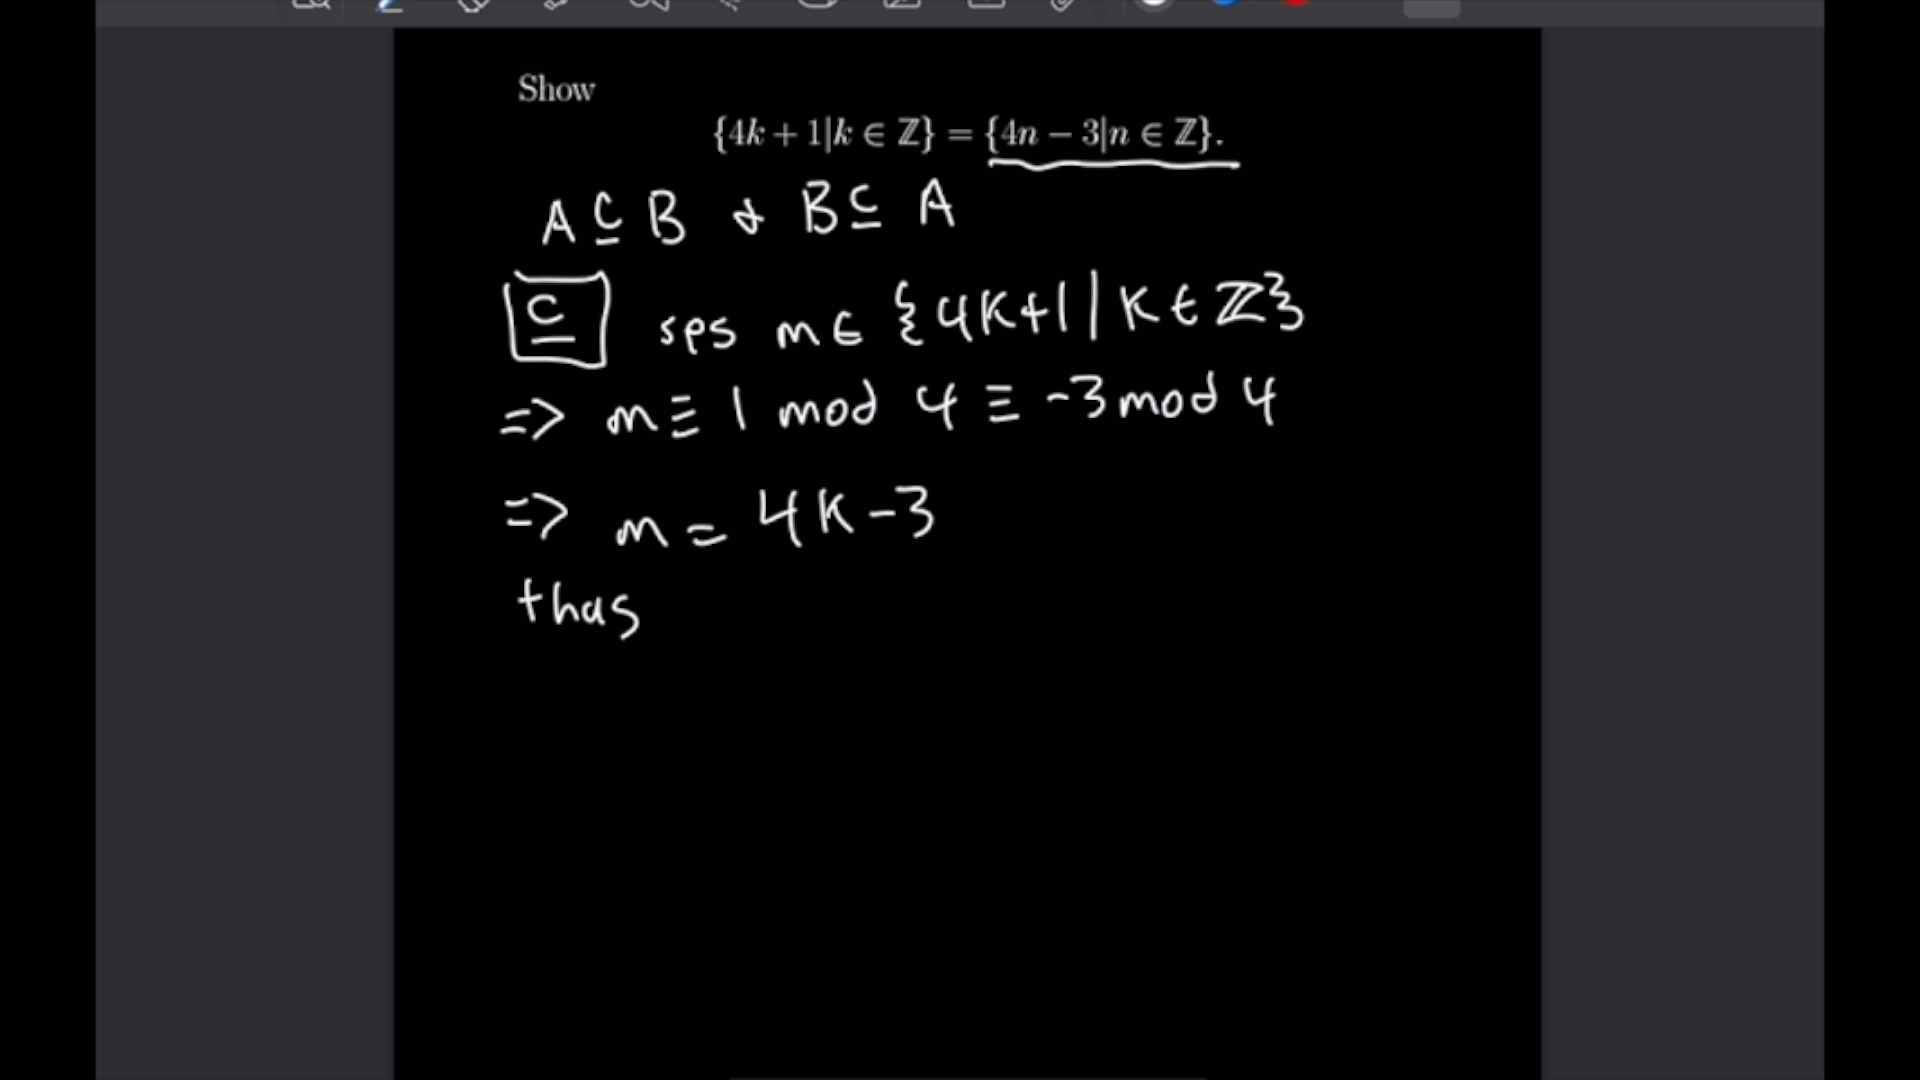 Show
{4k + 1|k ∈ ℤ} = {4n − 3|n ∈ ℤ}.
A ⊆ B & B ⊆ A
⊆ sps m ∈ {4k+1 | k ∈ ℤ}
=> m ≡ 1 mod 4 ≡ -3 mod 4
=> m = 4k-3
thus